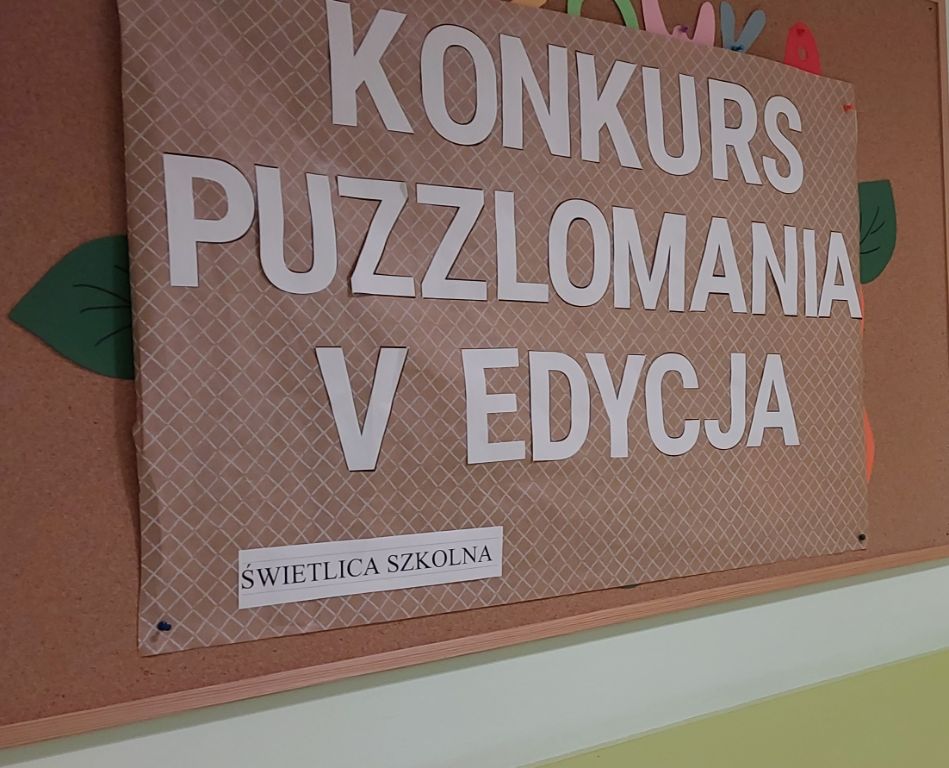 KONKURS
PUZZLOMANIA
V EDYCJA
ŚWIETLICA SZKOLNA